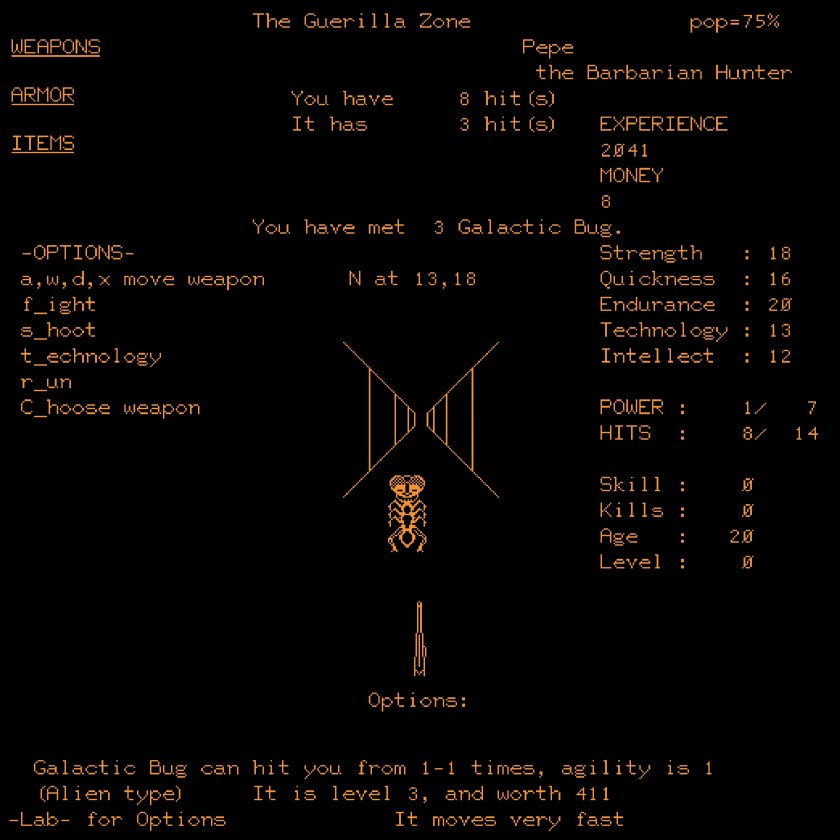 The Guerilla Zone pop=75%
WEAPONS Pepe
the Barbarian Hunter
ARMOR You have 8 hit(s)
It has 3 hit(s) EXPERIENCE
ITEMS 2041
MONEY
8
You have met 3 Galactic Bug.
-OPTIONS- Strength : 18
a,w,d,x move weapon N at 13,18 Quickness : 16
f_ight Endurance : 20
s_hoot Technology : 13
t_echnology Intellect : 12
r_un
C_hoose weapon POWER : 1/ 7
HITS : 8/ 14
Skill : 0
Kills : 0
Age : 20
Level : 0
Options:
Galactic Bug can hit you from 1-1 times, agility is 1
(Alien type) It is level 3, and worth 411
-Lab- for Options It moves very fast